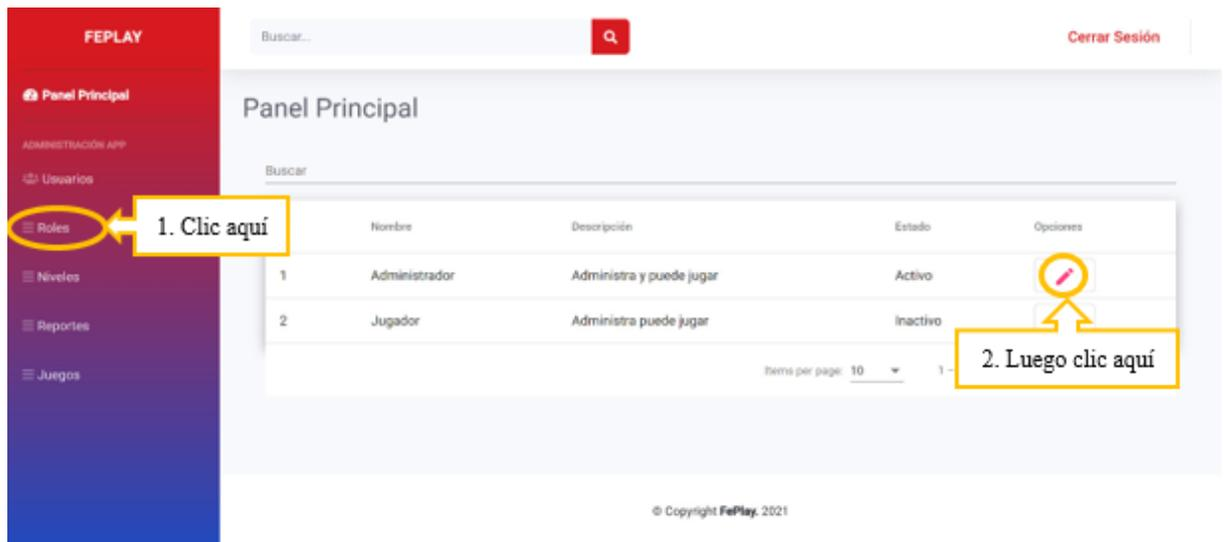 FEPLAY
Buscar...
Cerrar Sesión
Panel Principal
Panel Principal
ADMINISTRACIÓN APP
Usuarios
Buscar
Roles
1. Clic aquí
Nombre Descripción Estado Opciones
Niveles
1 Administrador Administra y puede jugar Activo
Reportes
2 Jugador Administra puede jugar Inactivo
2. Luego clic aquí
Juegos
Items per page: 10 1 –
© Copyright FePlay. 2021